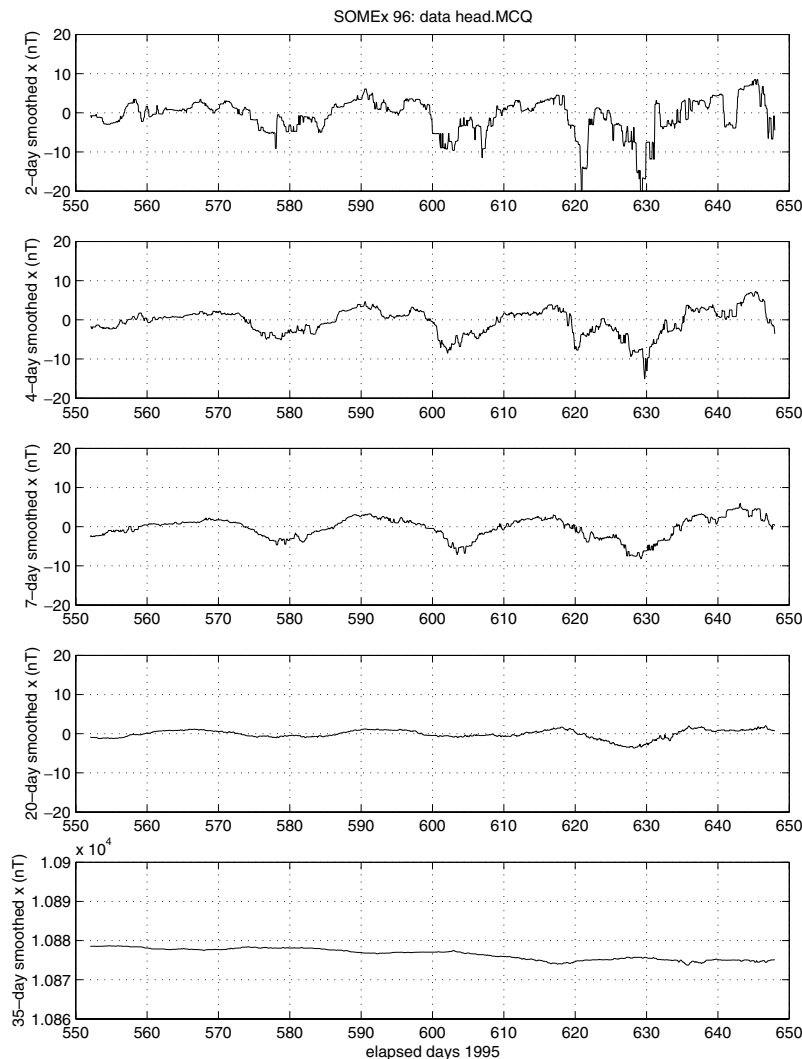 SOMEx 96: data head.MCQ
2−day smoothed x (nT)
20
10
0
−10
−20
550 560 570 580 590 600 610 620 630 640 650
4−day smoothed x (nT)
20
10
0
−10
−20
550 560 570 580 590 600 610 620 630 640 650
7−day smoothed x (nT)
20
10
0
−10
−20
550 560 570 580 590 600 610 620 630 640 650
20−day smoothed x (nT)
20
10
0
−10
−20
550 560 570 580 590 600 610 620 630 640 650
x 10^4
35−day smoothed x (nT)
1.09
1.089
1.088
1.087
1.086
550 560 570 580 590 600 610 620 630 640 650
elapsed days 1995